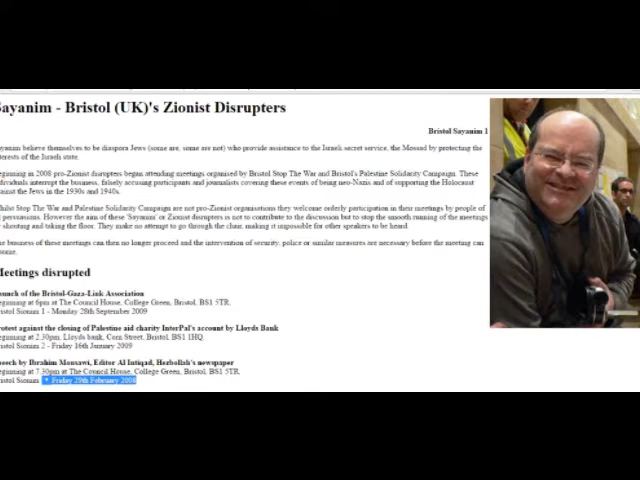 Sayanim - Bristol (UK)'s Zionist Disrupters
Bristol Sayanim 1
ayanim believe themselves to be diaspora Jews (some are, some are not) who provide assistance to the Israeli secret service, the Mossad by protecting the
terests of the Israeli state.
eginning in 2008 pro-Zionist disrupters began attending meetings organised by Bristol Stop The War and Bristol's Palestine Solidarity Campaign. These
dividuals interrupt the business, falsely accusing participants and journalists covering these events of being neo-Nazis and of supporting the Holocaust
ainst the Jews in the 1930s and 1940s.
hilst Stop The War and Palestine Solidarity Campaign are not pro-Zionist organisations they welcome orderly participation in their meetings by people of
l persuasions. However the aim of these 'Sayanim' or Zionist disrupters is not to contribute to the discussion but to stop the smooth running of the meetings
y shouting and taking the floor. They make no attempt to go through the chair, making it impossible for other speakers to be heard.
he business of these meetings can then no longer proceed and the intervention of security, police or similar measures are necessary before the meeting can
sume.
Meetings disrupted
aunch of the Bristol-Gaza-Link Association
eginning at 6pm at The Council House, College Green, Bristol, BS1 5TR.
ristol Sionim 1 - Monday 28th September 2009
rotest against the closing of Palestine aid charity InterPal's account by Lloyds Bank
eginning at 2.30pm, Lloyds bank, Corn Street, Bristol, BS1 1HQ
ristol Sionim 2 - Friday 16th January 2009
peech by Ibrahim Mousawi, Editor Al Intiqad, Hezbollah's newspaper
eginning at 7.30pm at The Council House, College Green, Bristol, BS1 5TR.
ristol Sionim * Friday 29th February 2008